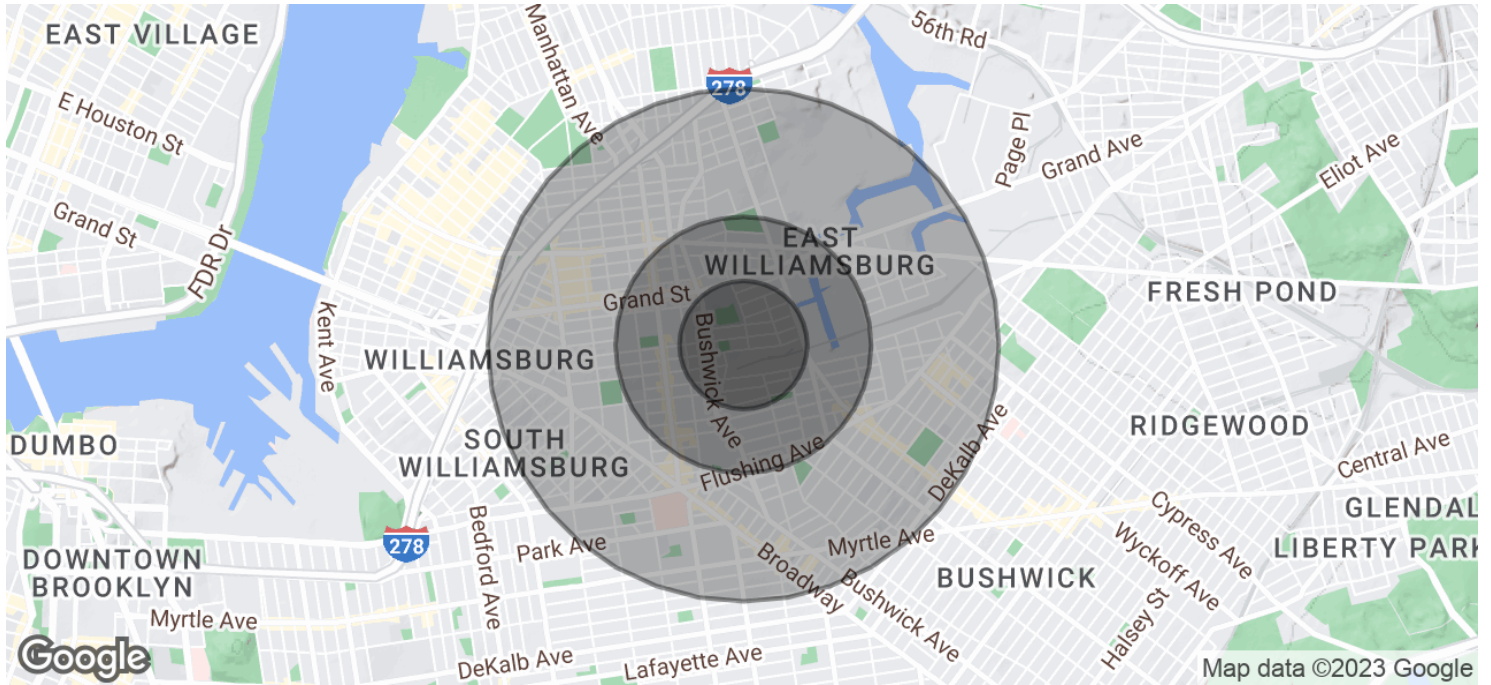 EAST VILLAGE
Manhattan Ave
56th Rd
278
E Houston St
Page Pl
Grand Ave
Eliot Ave
Grand St
FDR Dr
EAST
WILLIAMSBURG
Kent Ave
Grand St
FRESH POND
Bushwick Ave
WILLIAMSBURG
DUMBO
SOUTH
WILLIAMSBURG
RIDGEWOOD
Flushing Ave
DeKalb Ave
Central Ave
GLENDAL
LIBERTY PARK
Cypress Ave
Wyckoff Ave
278
Bedford Ave
Park Ave
Myrtle Ave
Broadway
DOWNTOWN
BROOKLYN
BUSHWICK
Bushwick Ave
Halsey St
Myrtle Ave
DeKalb Ave
Lafayette Ave
Google
Map data ©2023 Google